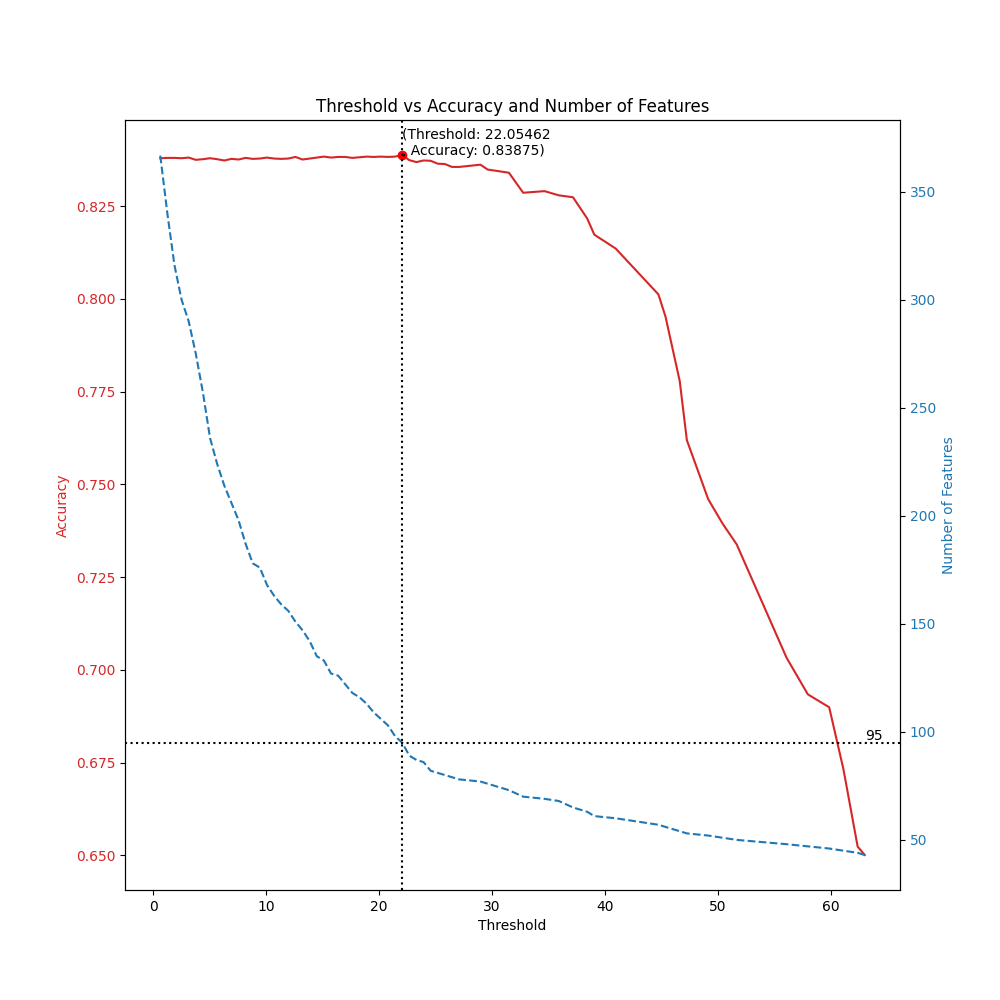 Threshold vs Accuracy and Number of Features
(Threshold: 22.05462
Accuracy: 0.83875)
0.825
0.800
0.775
0.750
0.725
0.700
0.675
0.650
Accuracy
350
300
250
200
150
100
50
Number of Features
95
0 10 20 30 40 50 60
Threshold